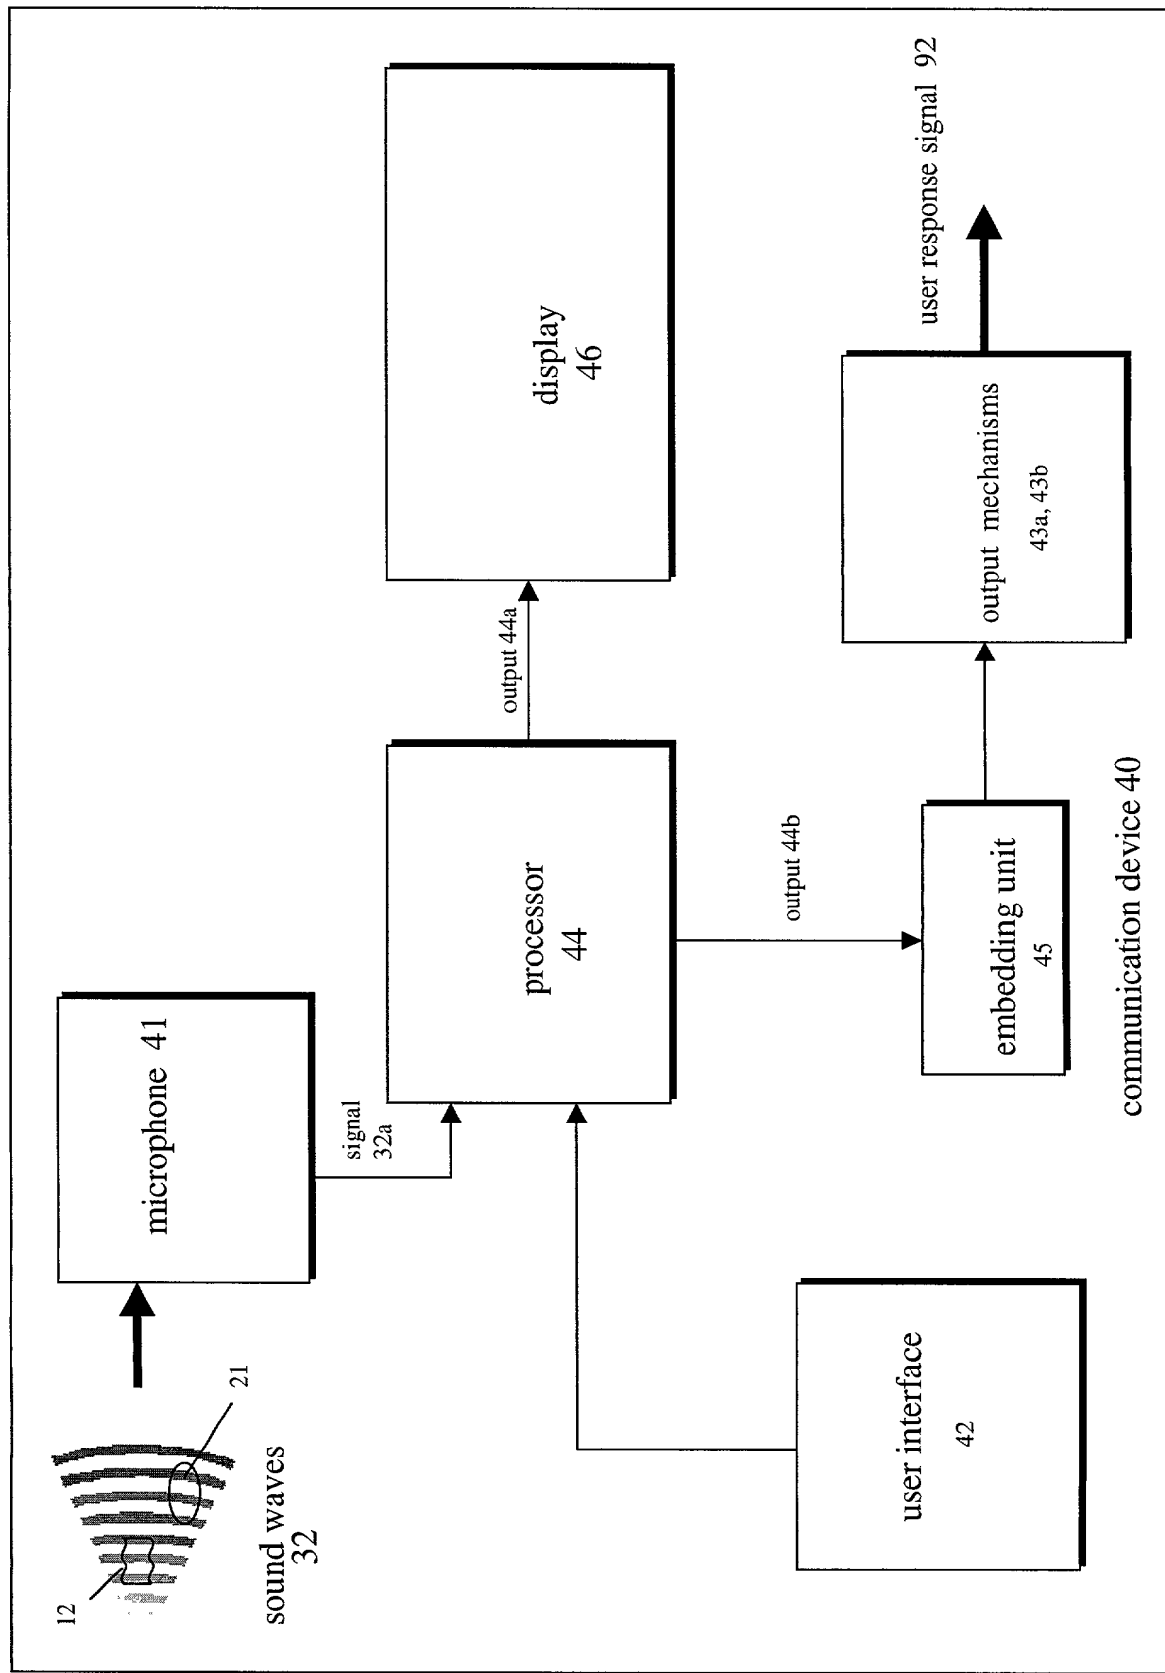 12
21
sound waves
32
microphone 41
signal
32a
user interface
42
processor
44
output 44a
display
46
output 44b
embedding unit
45
output mechanisms
43a, 43b
user response signal 92
communication device 40